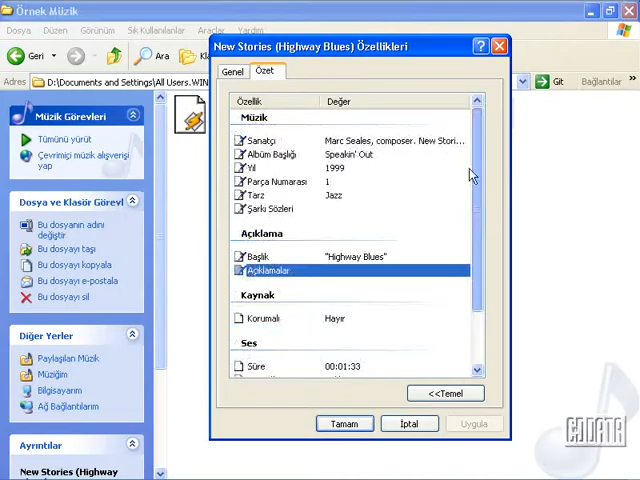 Örnek Müzik
Dosya Düzen Görünüm Sık Kullanılanlar Araçlar Yardım
Geri Ara Kla
Adres D:\Documents and Settings\All Users.WIN Git Bağlantılar
Müzik Görevleri
Tümünü yürüt
Çevrimiçi müzik alışverişi
yap
Dosya ve Klasör Görevl
Bu dosyanın adını
değiştir
Bu dosyayı taşı
Bu dosyayı kopyala
Bu dosyayı e-posta
Bu dosyayı sil
Diğer Yerler
Paylaşılan Müzik
Müziğim
Bilgisayarım
Ağ Bağlantılarım
Ayrıntılar
New Stories (Highway
New Stories (Highway Blues) Özellikleri
Genel Özet
Özellik Değer
Müzik
Sanatçı Marc Seales, composer. New Stori...
Albüm Başlığı Speakin' Out
Yıl 1999
Parça Numarası 1
Tarz Jazz
Şarkı Sözleri
Açıklama
Başlık "Highway Blues"
Açıklamalar
Kaynak
Korumalı Hayır
Ses
Süre 00:01:33
<<Temel
Tamam İptal Uygula